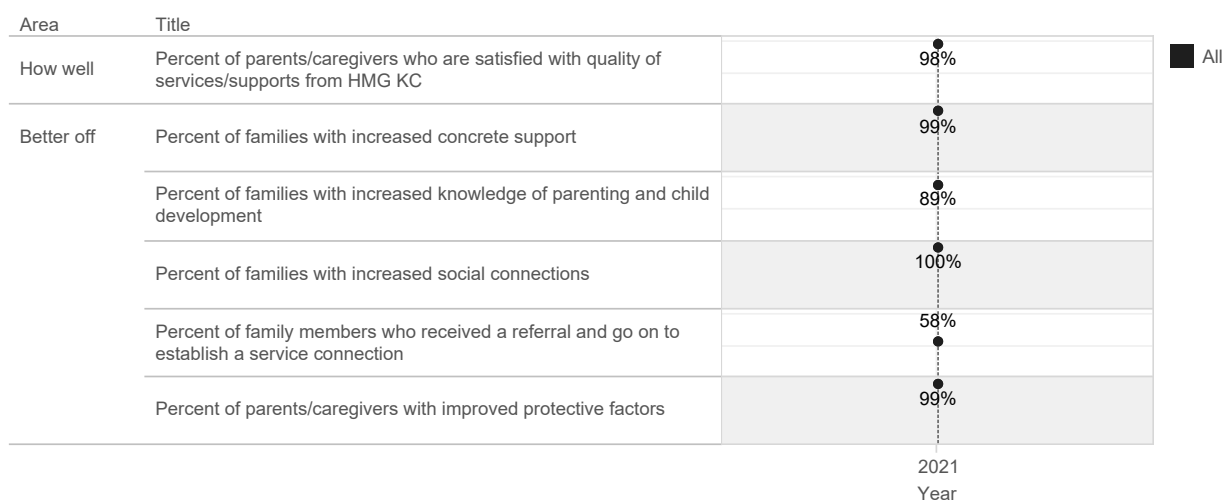 Area Title
How well Percent of parents/caregivers who are satisfied with quality of
services/supports from HMG KC
98%
All
Better off Percent of families with increased concrete support
99%
Percent of families with increased knowledge of parenting and child
development
89%
Percent of families with increased social connections
100%
Percent of family members who received a referral and go on to
establish a service connection
58%
Percent of parents/caregivers with improved protective factors
99%
2021
Year